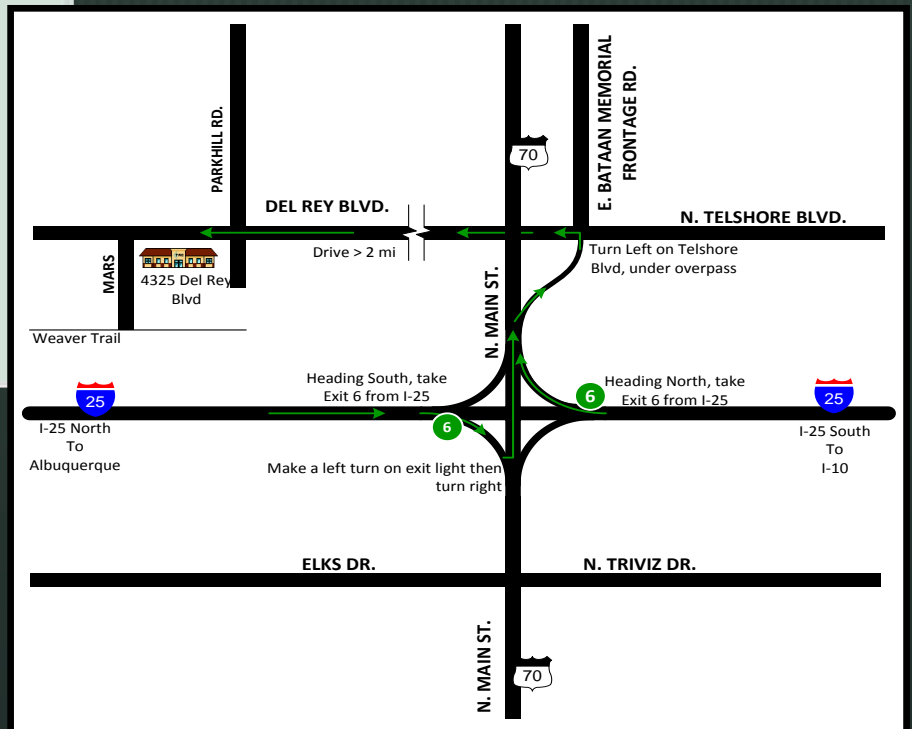 PARKHILL RD.
N. MAIN ST.
70
E. BATAAN MEMORIAL
FRONTAGE RD.
DEL REY BLVD.
N. TELSHORE BLVD.
MARS
4325 Del Rey
Blvd
Drive > 2 mi
Turn Left on Telshore
Blvd, under overpass
Weaver Trail
Heading South, take
Exit 6 from I-25
Heading North, take
Exit 6 from I-25
25
I-25 North
To
Albuquerque
6
6
25
I-25 South
To
I-10
Make a left turn on exit light then
turn right
ELKS DR.
N. TRIVIZ DR.
N. MAIN ST.
70